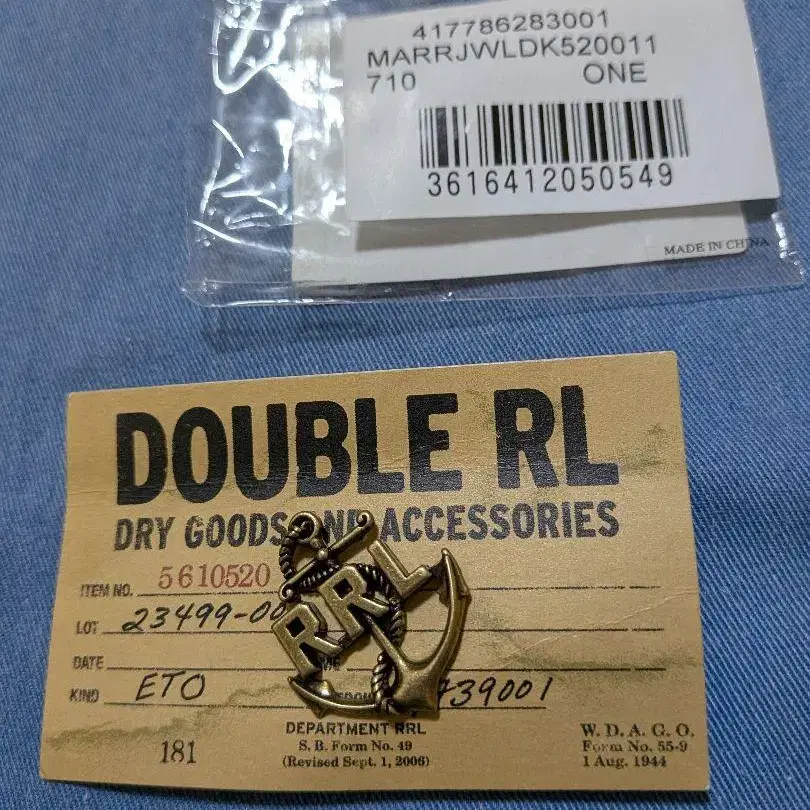 417786283001
MARRJWLDK520011
710 ONE
3616412050549
MADE IN CHINA
DOUBLE RL
DRY GOODS AND ACCESSORIES
ITEM NO. 5610520
RRL
LOT 23499-00
DATE
KIND ETO 739001
181
DEPARTMENT RRL
S. B. Form No. 49
(Revised Sept. 1, 2006)
W. D. A. G. O.
Form No. 55-9
1 Aug. 1944